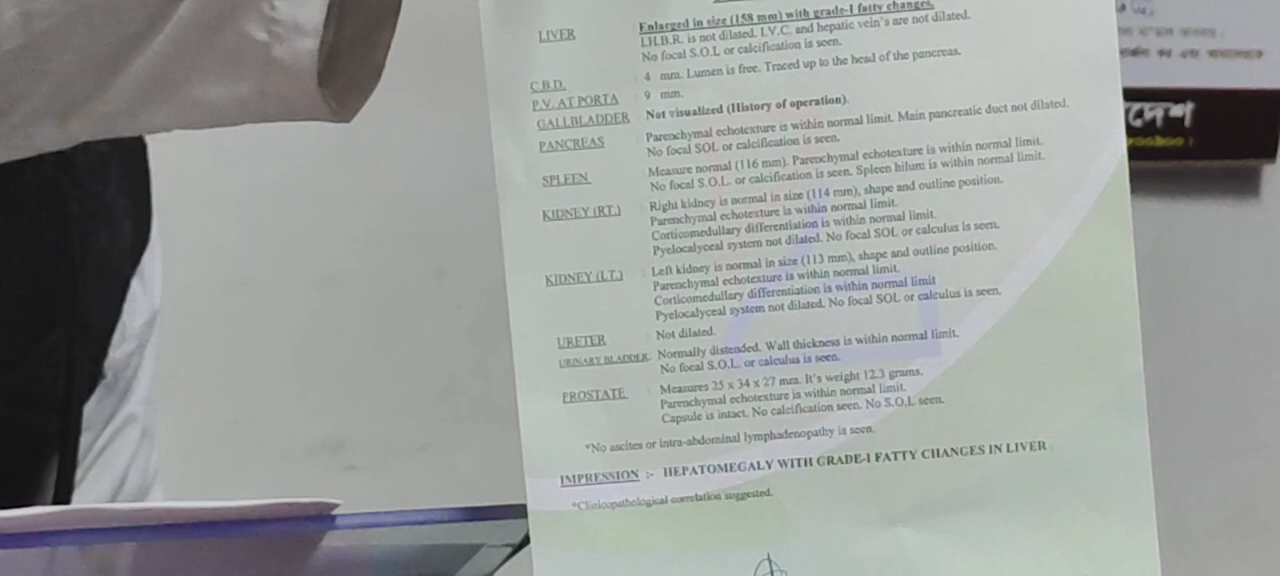 LIVER : Enlarged in size (158 mm) with grade-I fatty changes.
I.H.B.R. is not dilated. I.V.C. and hepatic vein's are not dilated.
No focal S.O.L or calcification is seen.
C.B.D. : 4 mm. Lumen is free. Traced up to the head of the pancreas.
P.V. AT PORTA : 9 mm.
GALLBLADDER : Not visualized (History of operation).
PANCREAS : Parenchymal echotexture is within normal limit. Main pancreatic duct not dilated.
No focal SOL or calcification is seen.
SPLEEN : Measure normal (116 mm). Parenchymal echotexture is within normal limit.
No focal S.O.L. or calcification is seen. Spleen hilum is within normal limit.
KIDNEY (RT.) : Right kidney is normal in size (114 mm), shape and outline position.
Parenchymal echotexture is within normal limit.
Corticomedullary differentiation is within normal limit.
Pyelocalyceal system not dilated. No focal SOL or calculus is seen.
KIDNEY (LT.) : Left kidney is normal in size (113 mm), shape and outline position.
Parenchymal echotexture is within normal limit.
Corticomedullary differentiation is within normal limit
Pyelocalyceal system not dilated. No focal SOL or calculus is seen.
URETER : Not dilated.
URINARY BLADDER : Normally distended. Wall thickness is within normal limit.
No focal S.O.L. or calculus is seen.
PROSTATE : Measures 25 x 34 x 27 mm. It's weight 12.3 grams.
Parenchymal echotexture is within normal limit.
Capsule is intact. No calcification seen. No S.O.L seen.
*No ascites or intra-abdominal lymphadenopathy is seen.
IMPRESSION :- HEPATOMEGALY WITH GRADE-I FATTY CHANGES IN LIVER.
*Clinicopathological correlation suggested.
দেশ